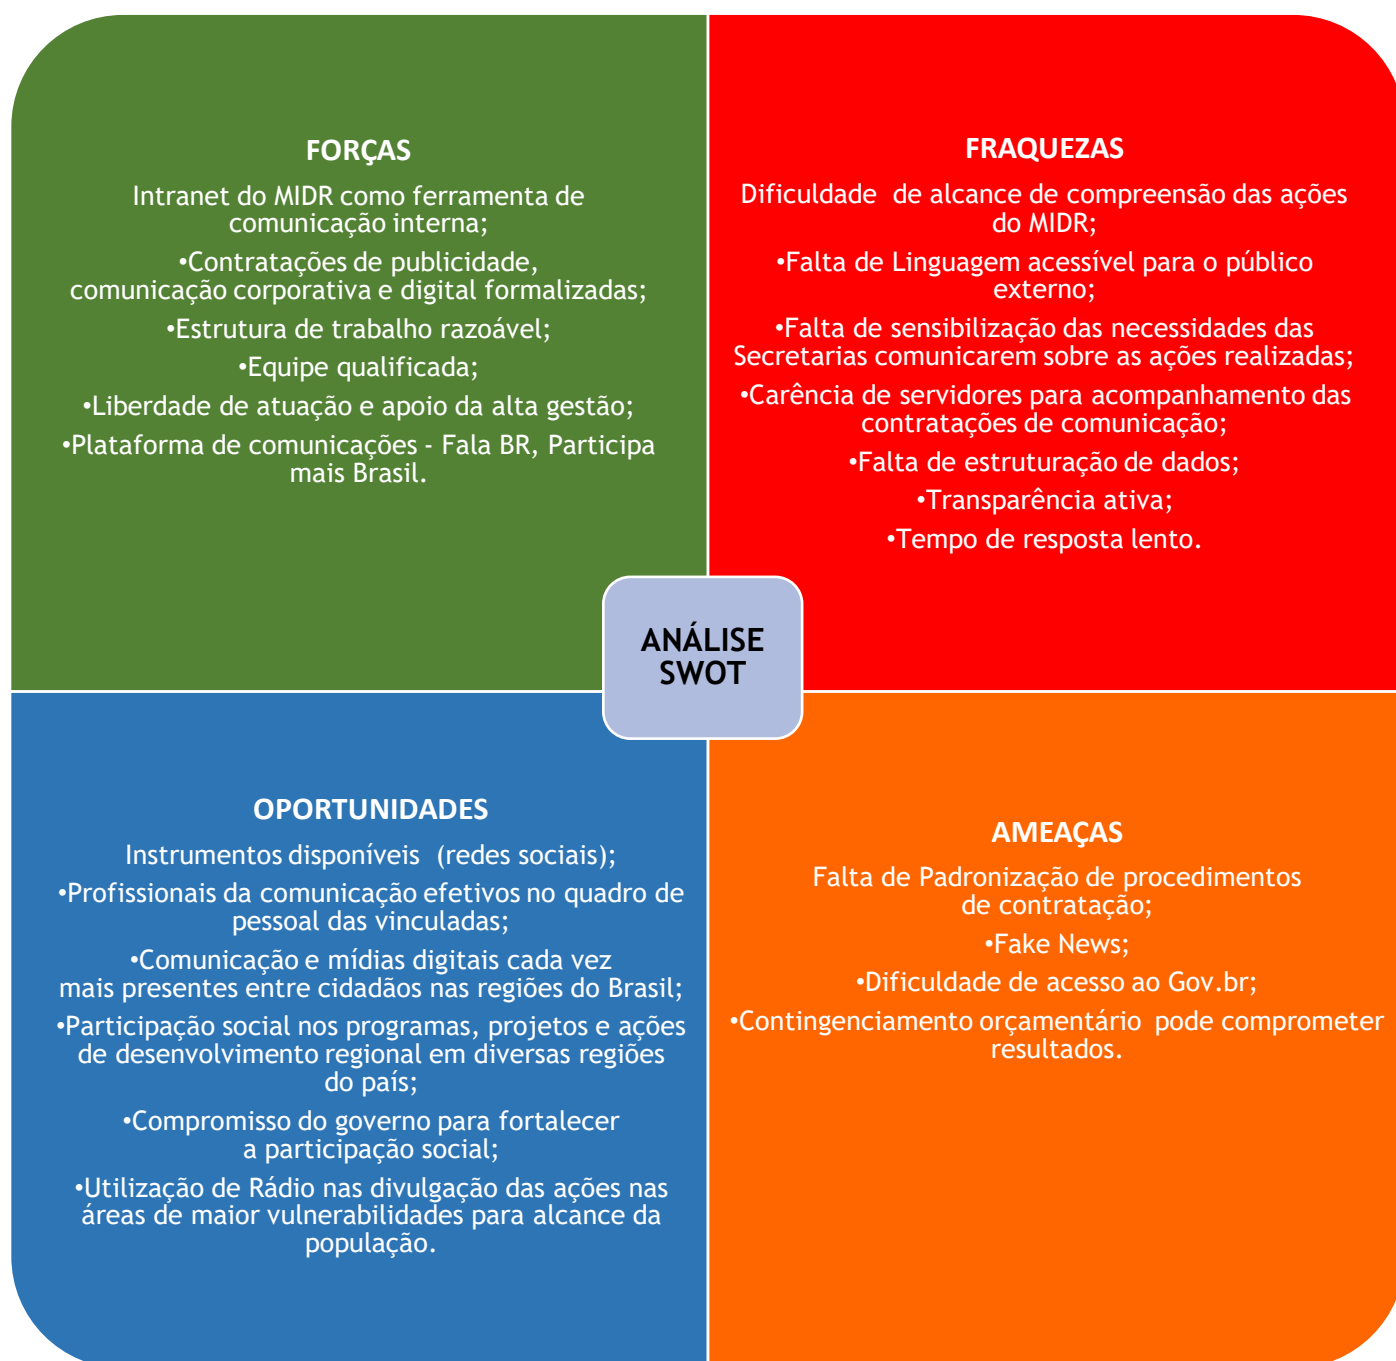 FORÇAS
Intranet do MIDR como ferramenta de
comunicação interna;
•Contratações de publicidade,
comunicação corporativa e digital formalizadas;
•Estrutura de trabalho razoável;
•Equipe qualificada;
•Liberdade de atuação e apoio da alta gestão;
•Plataforma de comunicações - Fala BR, Participa
mais Brasil.
FRAQUEZAS
Dificuldade de alcance de compreensão das ações
do MIDR;
•Falta de Linguagem acessível para o público
externo;
•Falta de sensibilização das necessidades das
Secretarias comunicarem sobre as ações realizadas;
•Carência de servidores para acompanhamento das
contratações de comunicação;
•Falta de estruturação de dados;
•Transparência ativa;
•Tempo de resposta lento.
ANÁLISE
SWOT
OPORTUNIDADES
Instrumentos disponíveis (redes sociais);
•Profissionais da comunicação efetivos no quadro de
pessoal das vinculadas;
•Comunicação e mídias digitais cada vez
mais presentes entre cidadãos nas regiões do Brasil;
•Participação social nos programas, projetos e ações
de desenvolvimento regional em diversas regiões
do país;
•Compromisso do governo para fortalecer
a participação social;
•Utilização de Rádio nas divulgação das ações nas
áreas de maior vulnerabilidades para alcance da
população.
AMEAÇAS
Falta de Padronização de procedimentos
de contratação;
•Fake News;
•Dificuldade de acesso ao Gov.br;
•Contingenciamento orçamentário pode comprometer
resultados.